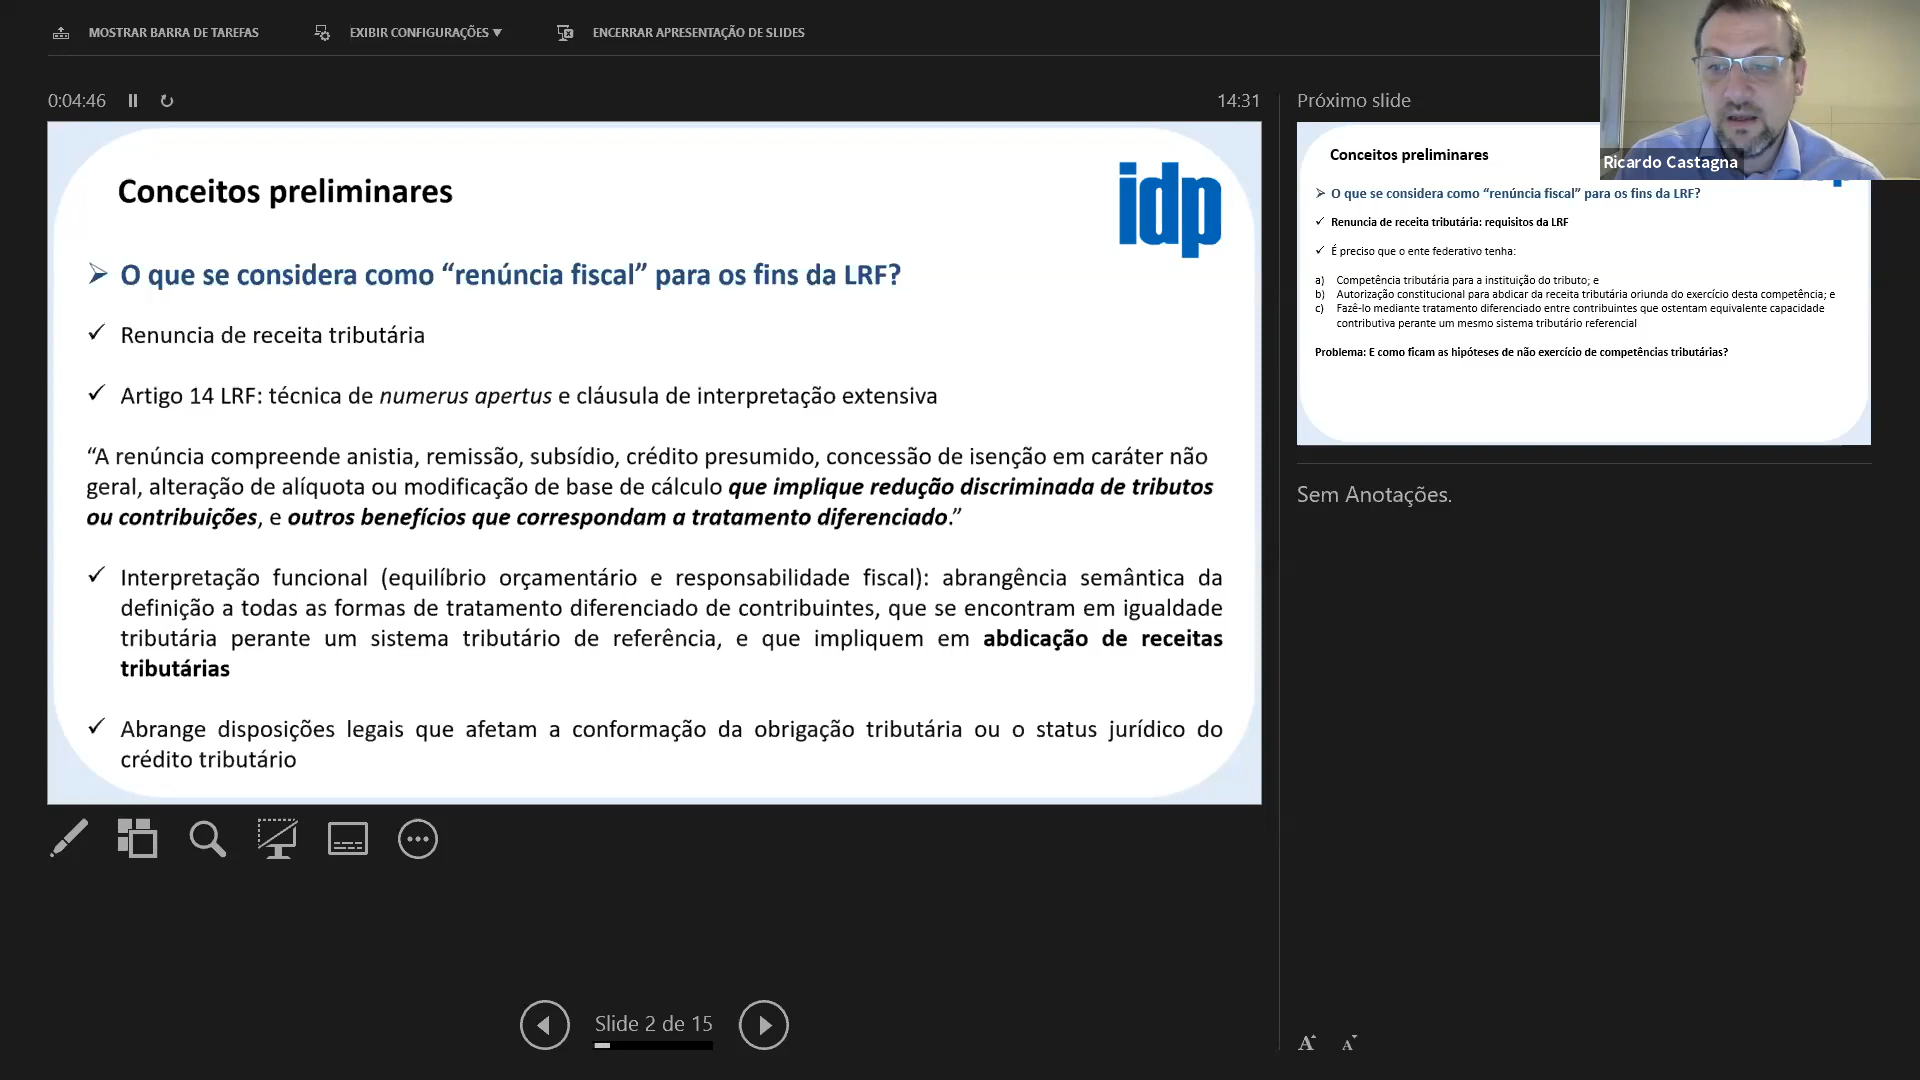 MOSTRAR BARRA DE TAREFAS
EXIBIR CONFIGURAÇÕES ▼
ENCERRAR APRESENTAÇÃO DE SLIDES
0:04:46
14:31
Conceitos preliminares
idp
➢ O que se considera como “renúncia fiscal” para os fins da LRF?
✓ Renuncia de receita tributária
✓ Artigo 14 LRF: técnica de numerus apertus e cláusula de interpretação extensiva
“A renúncia compreende anistia, remissão, subsídio, crédito presumido, concessão de isenção em caráter não
geral, alteração de alíquota ou modificação de base de cálculo que implique redução discriminada de tributos
ou contribuições, e outros benefícios que correspondam a tratamento diferenciado.”
✓ Interpretação funcional (equilíbrio orçamentário e responsabilidade fiscal): abrangência semântica da
definição a todas as formas de tratamento diferenciado de contribuintes, que se encontram em igualdade
tributária perante um sistema tributário de referência, e que impliquem em abdicação de receitas
tributárias
✓ Abrange disposições legais que afetam a conformação da obrigação tributária ou o status jurídico do
crédito tributário
Slide 2 de 15
Próximo slide
Ricardo Castagna
Conceitos preliminares
➢ O que se considera como “renúncia fiscal” para os fins da LRF?
✓ Renuncia de receita tributária: requisitos da LRF
✓ É preciso que o ente federativo tenha:
a) Competência tributária para a instituição do tributo; e
b) Autorização constitucional para abdicar da receita tributária oriunda do exercício desta competência; e
c) Fazê-lo mediante tratamento diferenciado entre contribuintes que ostentam equivalente capacidade
contributiva perante um mesmo sistema tributário referencial
Problema: E como ficam as hipóteses de não exercício de competências tributárias?
Sem Anotações.
A A